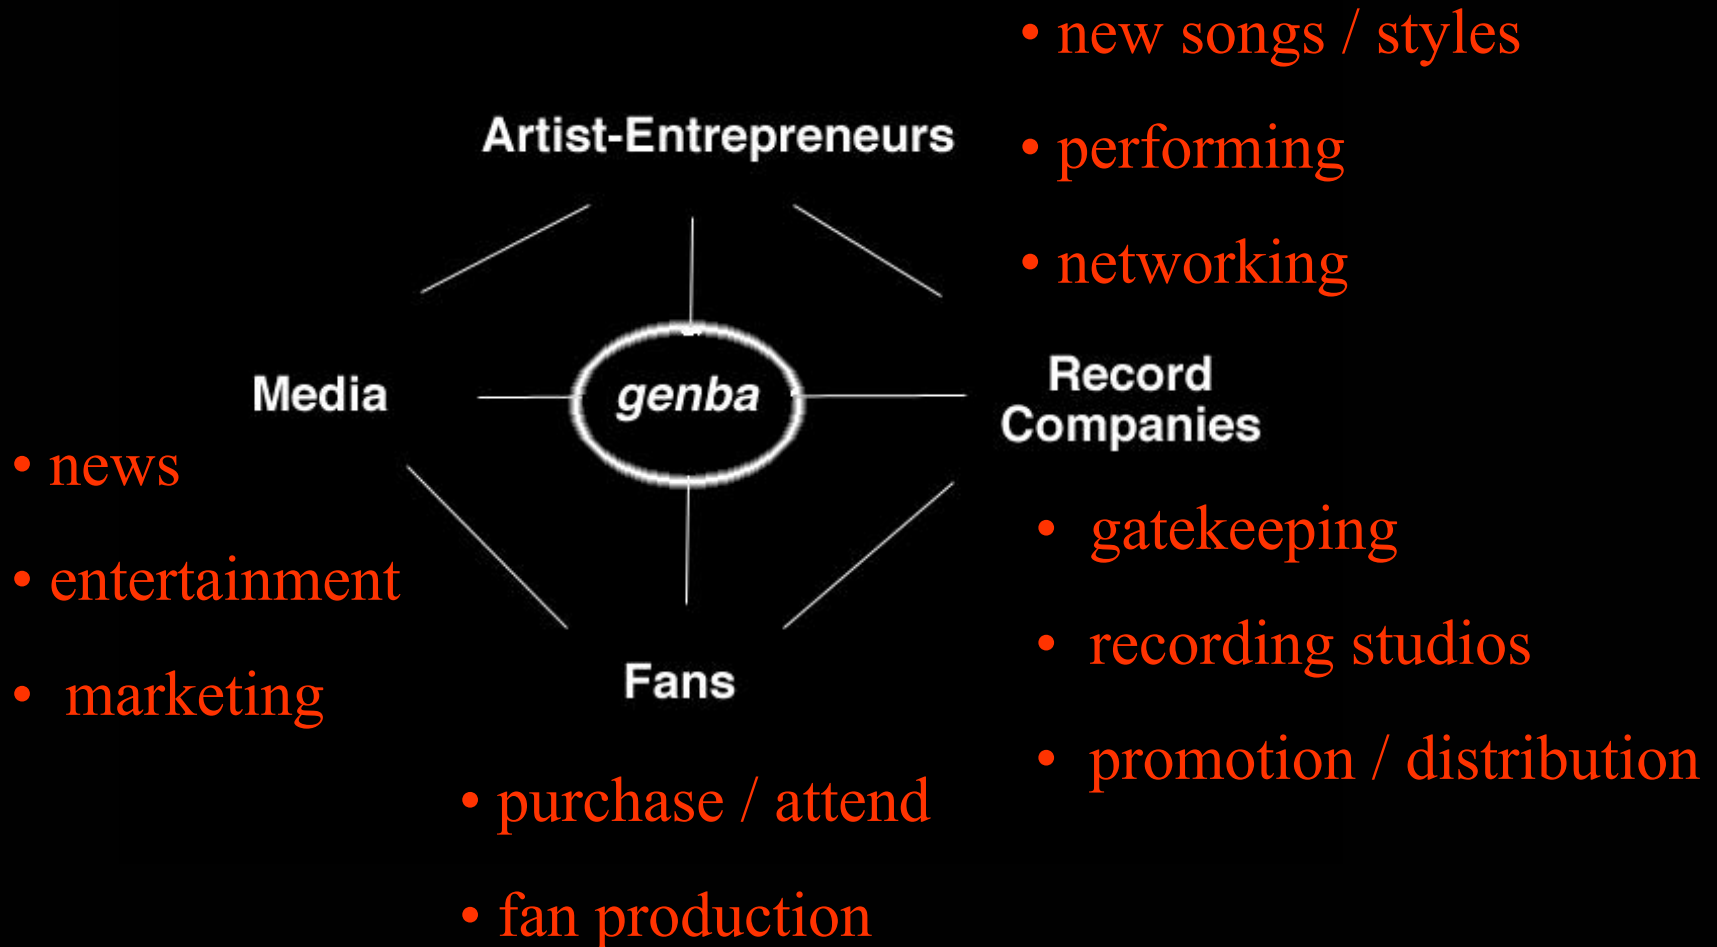 • new songs / styles
Artist-Entrepreneurs
• performing
• networking
Media
genba
Record
Companies
• news
• entertainment
• marketing
• gatekeeping
• recording studios
• promotion / distribution
Fans
• purchase / attend
• fan production